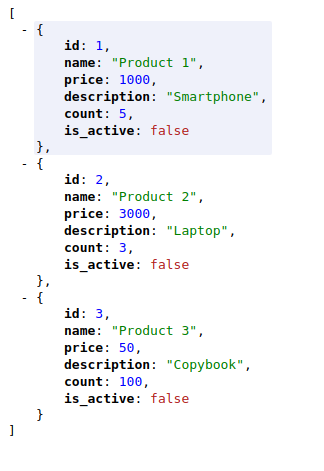 [
- {
id: 1,
name: "Product 1",
price: 1000,
description: "Smartphone",
count: 5,
is_active: false
},
- {
id: 2,
name: "Product 2",
price: 3000,
description: "Laptop",
count: 3,
is_active: false
},
- {
id: 3,
name: "Product 3",
price: 50,
description: "Copybook",
count: 100,
is_active: false
}
]